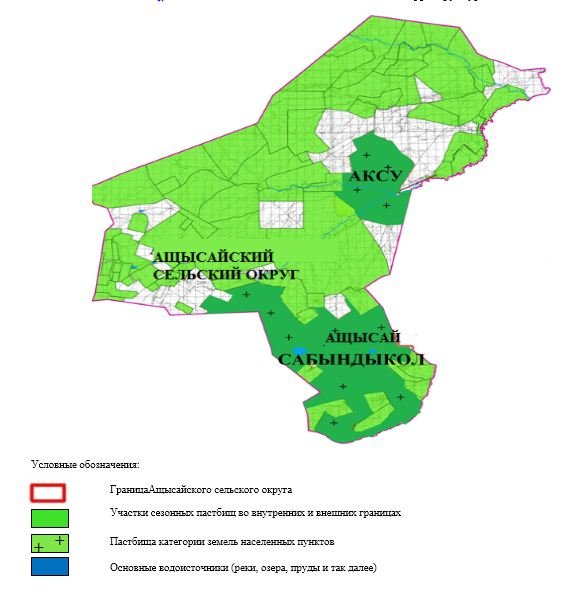 АКСУ
АЩЫСАЙСКИЙ
СЕЛЬСКИЙ ОКРУГ
АЩЫСАЙ
САБЫНДЫКОЛ
Условные обозначения:
ГраницаАщысайского сельского округа
Участки сезонных пастбищ во внутренних и внешних границах
Пастбища категории земель населенных пунктов
Основные водоисточники (реки, озера, пруды и так далее)